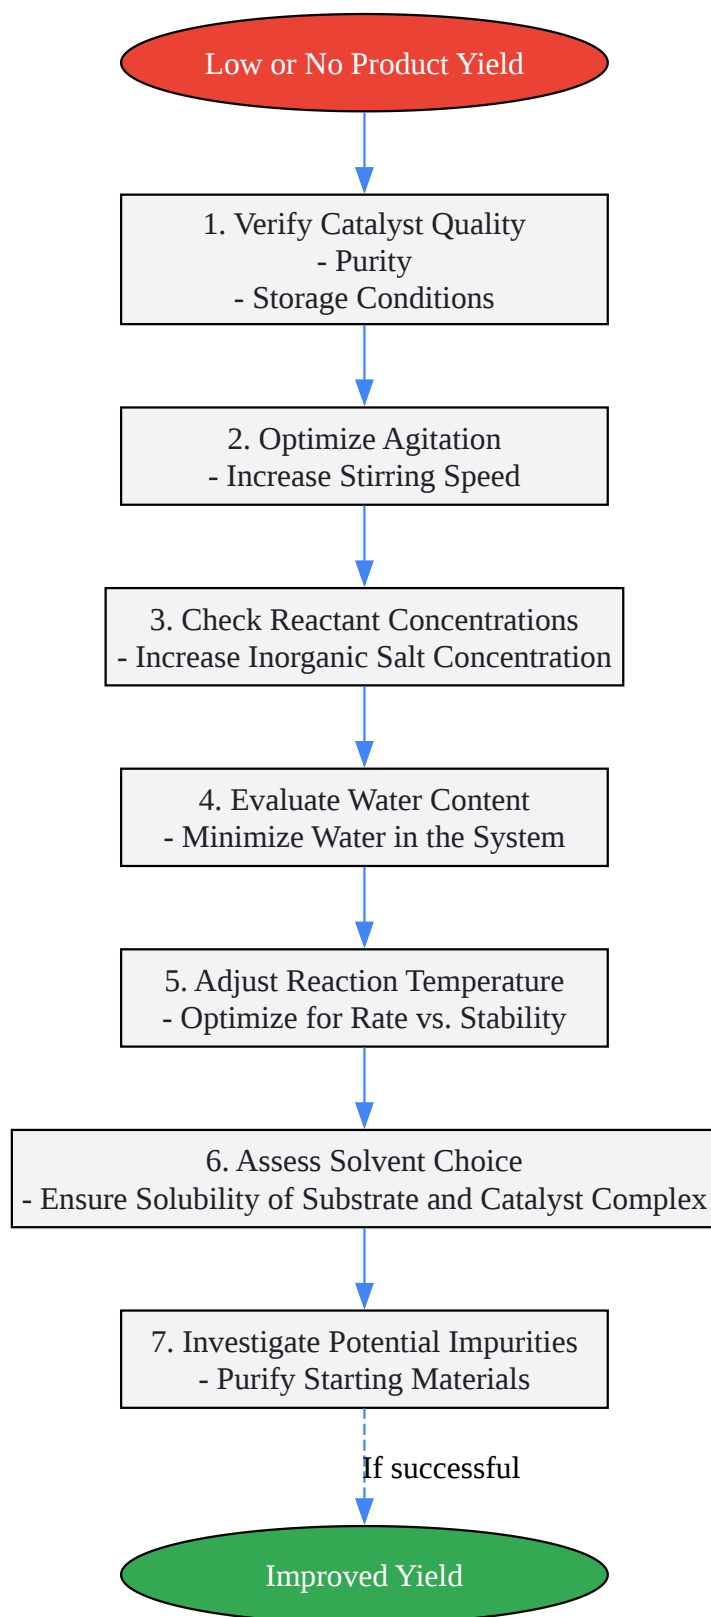 Low or No Product Yield
1. Verify Catalyst Quality
- Purity
- Storage Conditions
2. Optimize Agitation
- Increase Stirring Speed
3. Check Reactant Concentrations
- Increase Inorganic Salt Concentration
4. Evaluate Water Content
- Minimize Water in the System
5. Adjust Reaction Temperature
- Optimize for Rate vs. Stability
6. Assess Solvent Choice
- Ensure Solubility of Substrate and Catalyst Complex
7. Investigate Potential Impurities
- Purify Starting Materials
If successful
Improved Yield